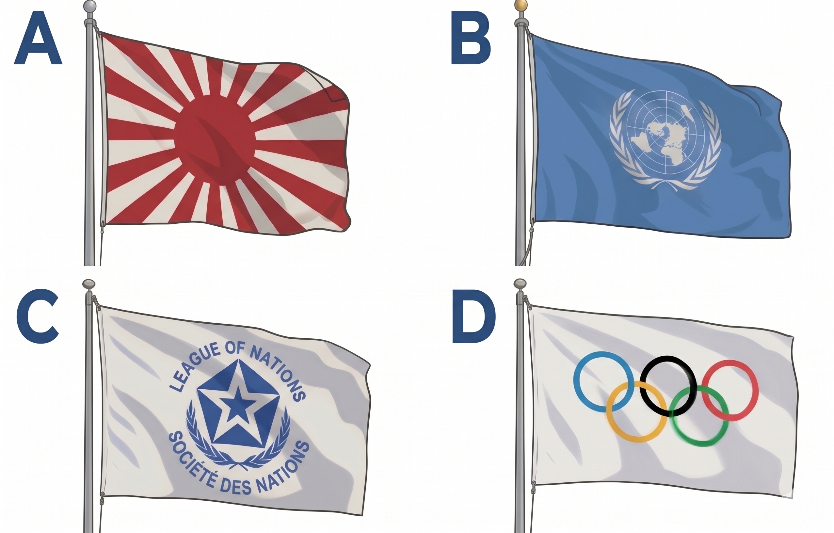 A
B
C
LEAGUE OF NATIONS
SOCIÉTÉ DES NATIONS
D